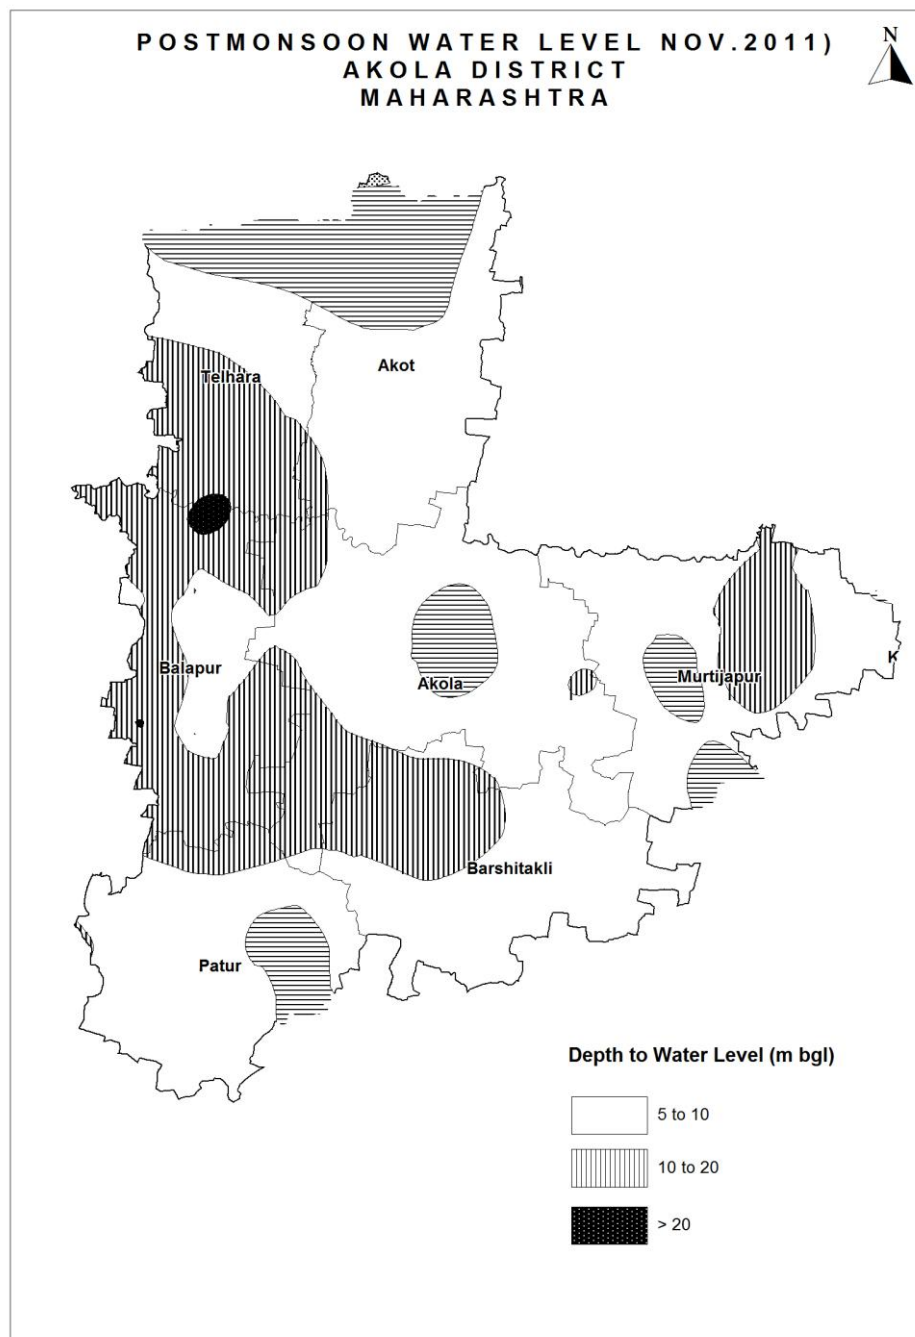 POSTMONSOON WATER LEVEL NOV.2011)
AKOLA DISTRICT
MAHARASHTRA
N
Akot
Telhara
Balapur
Akola
Murtijapur
K
Barshitakli
Patur
Depth to Water Level (m bgl)
5 to 10
10 to 20
> 20